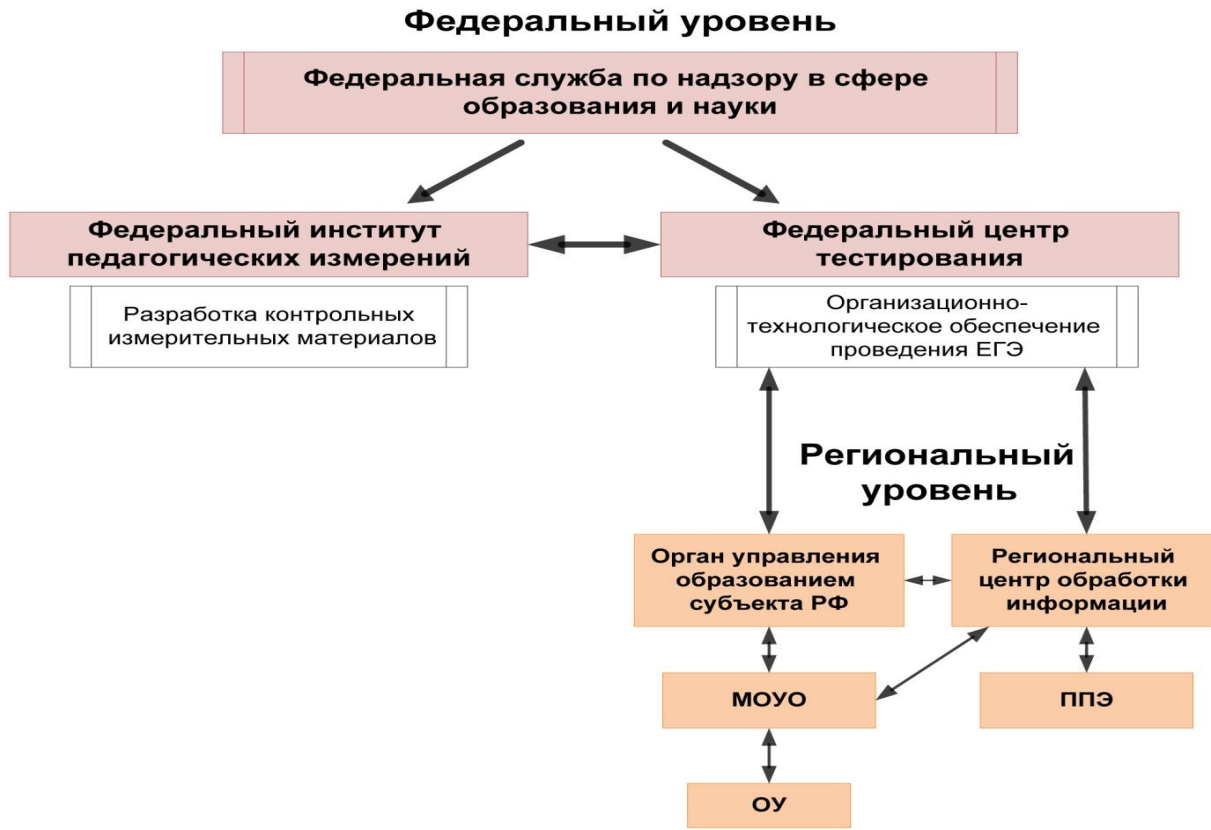 Федеральный уровень
Федеральная служба по надзору в сфере
образования и науки
Федеральный институт
педагогических измерений
Федеральный центр
тестирования
Разработка контрольных
измерительных материалов
Организационно-
технологическое обеспечение
проведения ЕГЭ
Региональный
уровень
Орган управления
образованием
субъекта РФ
Региональный
центр обработки
информации
МОУО
ППЭ
ОУ